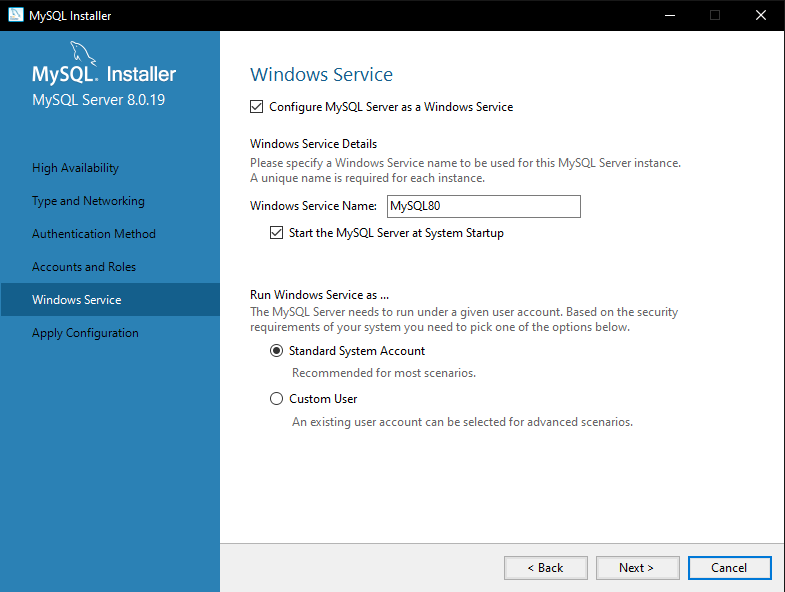 MySQL Installer
MySQL. Installer
MySQL Server 8.0.19
High Availability
Type and Networking
Authentication Method
Accounts and Roles
Windows Service
Apply Configuration
Windows Service
Configure MySQL Server as a Windows Service
Windows Service Details
Please specify a Windows Service name to be used for this MySQL Server instance.
A unique name is required for each instance.
Windows Service Name: MySQL80
Start the MySQL Server at System Startup
Run Windows Service as ...
The MySQL Server needs to run under a given user account. Based on the security
requirements of your system you need to pick one of the options below.
Standard System Account
Recommended for most scenarios.
Custom User
An existing user account can be selected for advanced scenarios.
< Back Next > Cancel